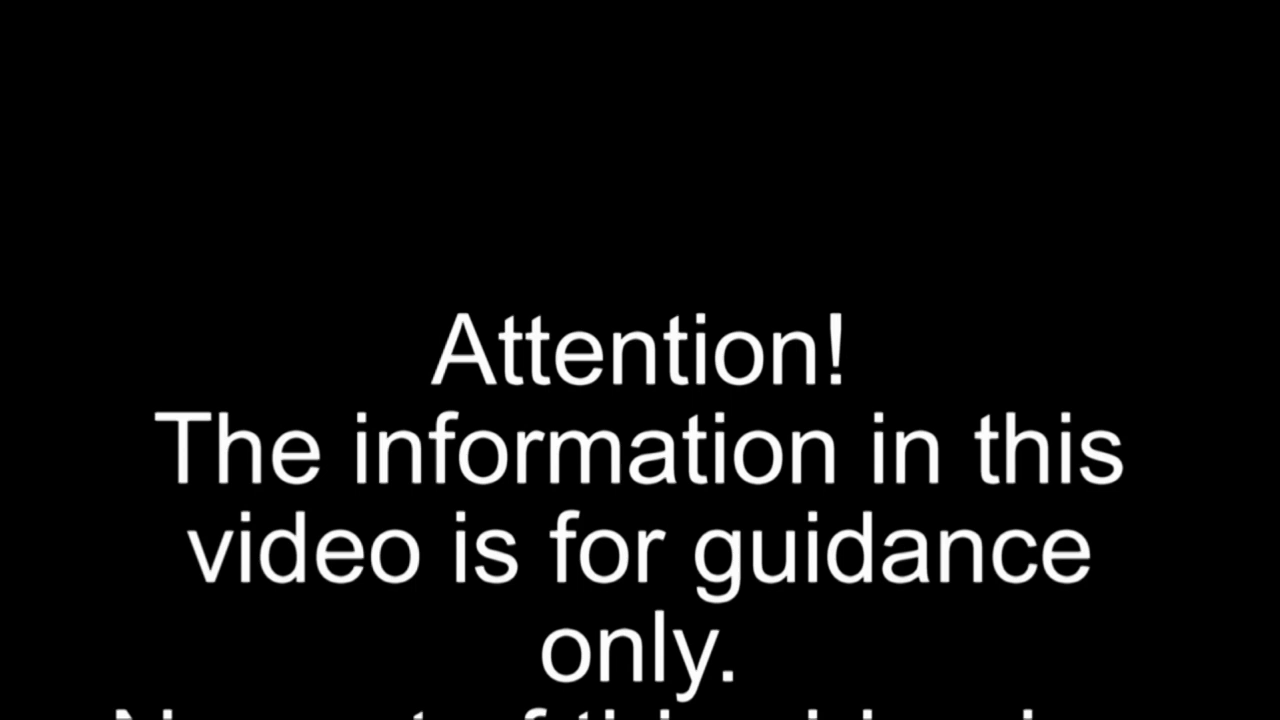 Attention!
The information in this
video is for guidance
only.